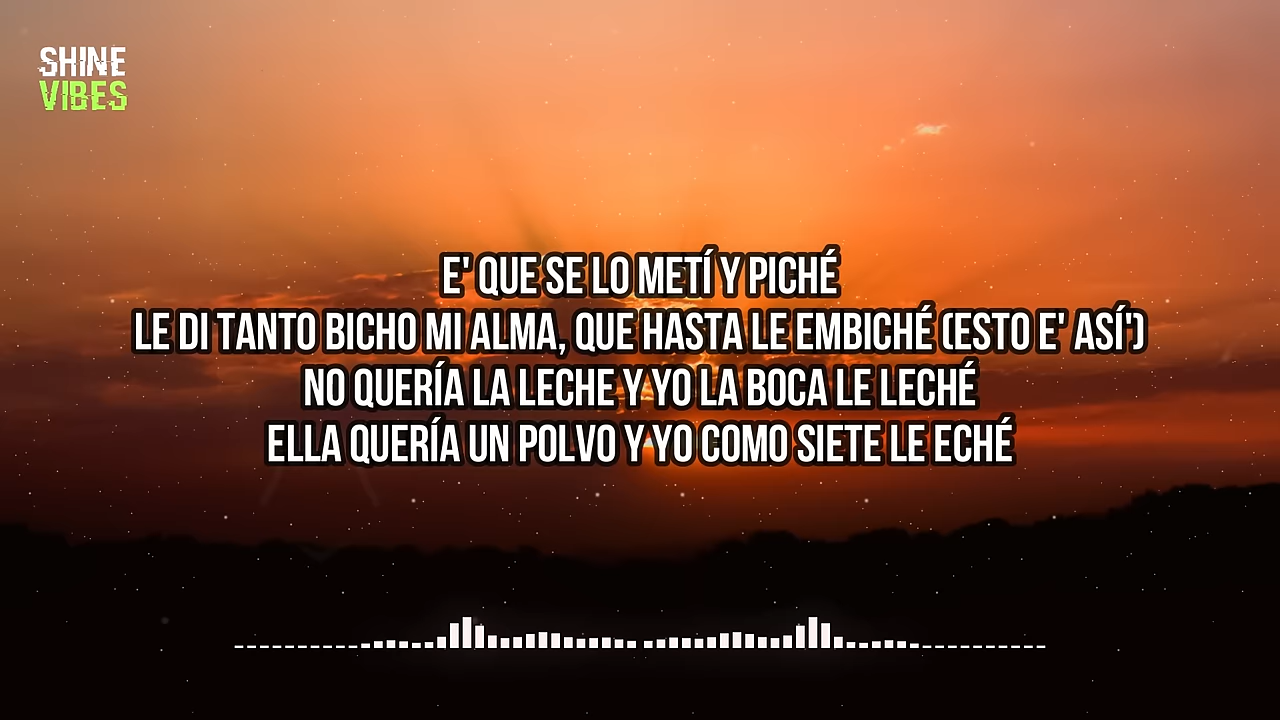 SHINE
VIBES
E' QUE SE LO METÍ Y PICHÉ
LE DI TANTO BICHO MI ALMA, QUE HASTA LE EMBICHÉ (ESTO E' ASÍ')
NO QUERÍA LA LECHE Y YO LA BOCA LE LECHÉ
ELLA QUERÍA UN POLVO Y YO COMO SIETE LE ECHÉ